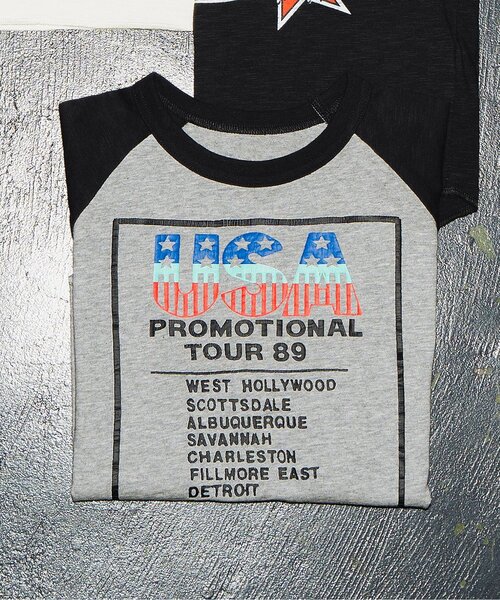 USA
PROMOTIONAL
TOUR 89
WEST HOLLYWOOD
SCOTTSDALE
ALBUQUERQUE
SAVANNAH
CHARLESTON
FILLMORE EAST
DETROIT